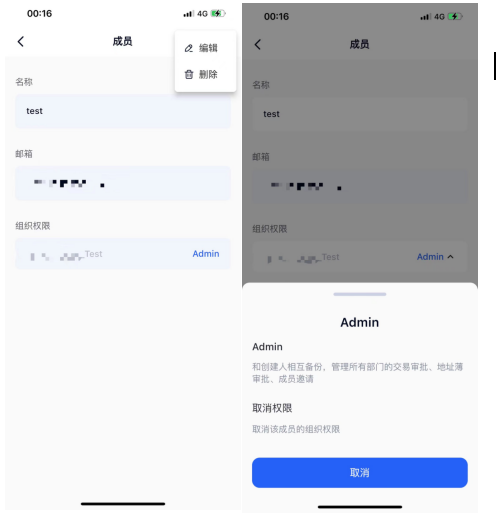 00:16
4G
成员
编辑
删除
名称
test
邮箱
组织权限
Test
Admin
00:16
4G
成员
名称
test
邮箱
组织权限
Test
Admin
Admin
Admin
和创建人相互备份，管理所有部门的交易审批、地址薄
审批、成员邀请
取消权限
取消该成员的组织权限
取消